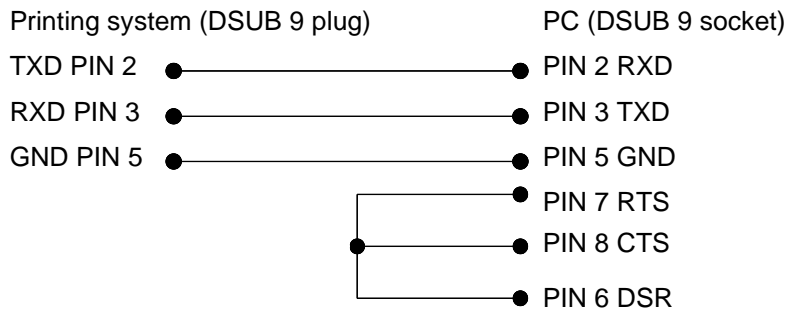 Printing system (DSUB 9 plug) PC (DSUB 9 socket)
TXD PIN 2 PIN 2 RXD
RXD PIN 3 PIN 3 TXD
GND PIN 5 PIN 5 GND
PIN 7 RTS
PIN 8 CTS
PIN 6 DSR